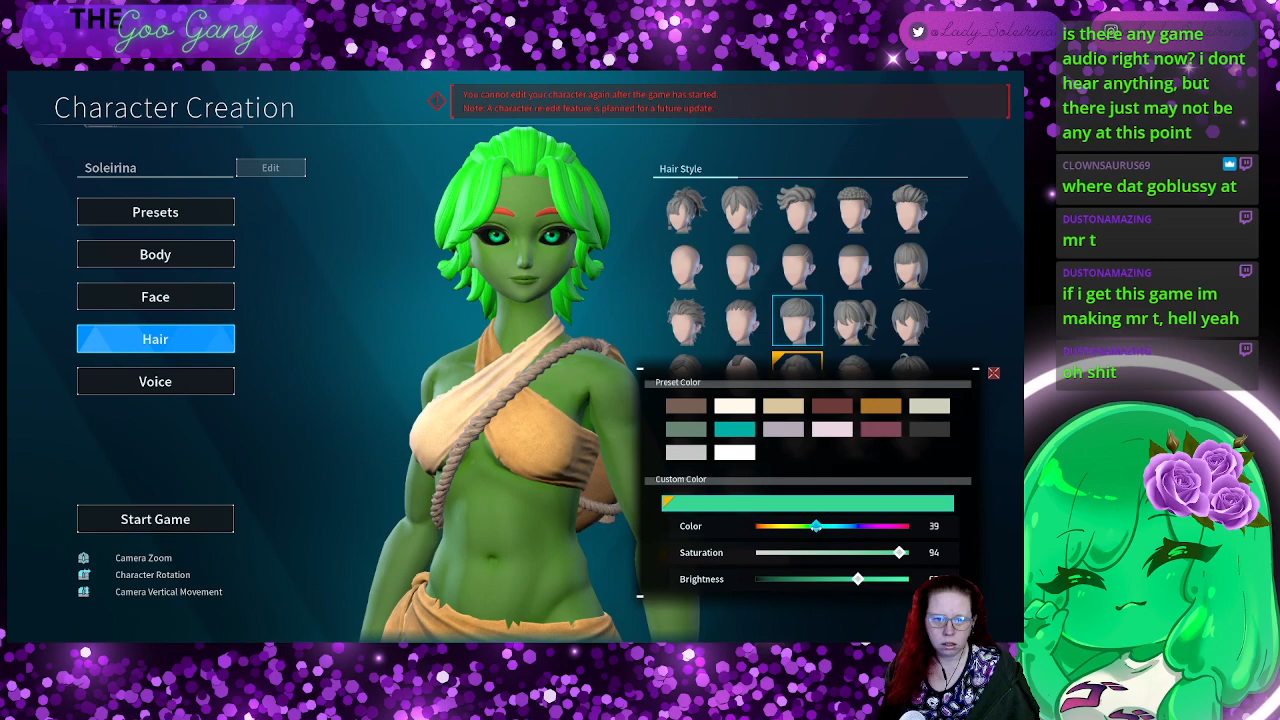 THE
Goo Gang
@Lady_Soleirina
Character Creation
You cannot edit your character again after the game has started.
Note: A character re-edit feature is planned for a future update.
Soleirina
Edit
Presets
Body
Face
Hair
Voice
Start Game
Camera Zoom
Character Rotation
Camera Vertical Movement
Hair Style
Preset Color
Custom Color
Color
39
Saturation
94
Brightness
is there any game
audio right now? i dont
hear anything, but
there just may not be
any at this point
CLOWNSAURUS69
where dat goblussy at
DUSTONAMAZING
mr t
DUSTONAMAZING
if i get this game im
making mr t, hell yeah
DUSTONAMAZING
oh shit